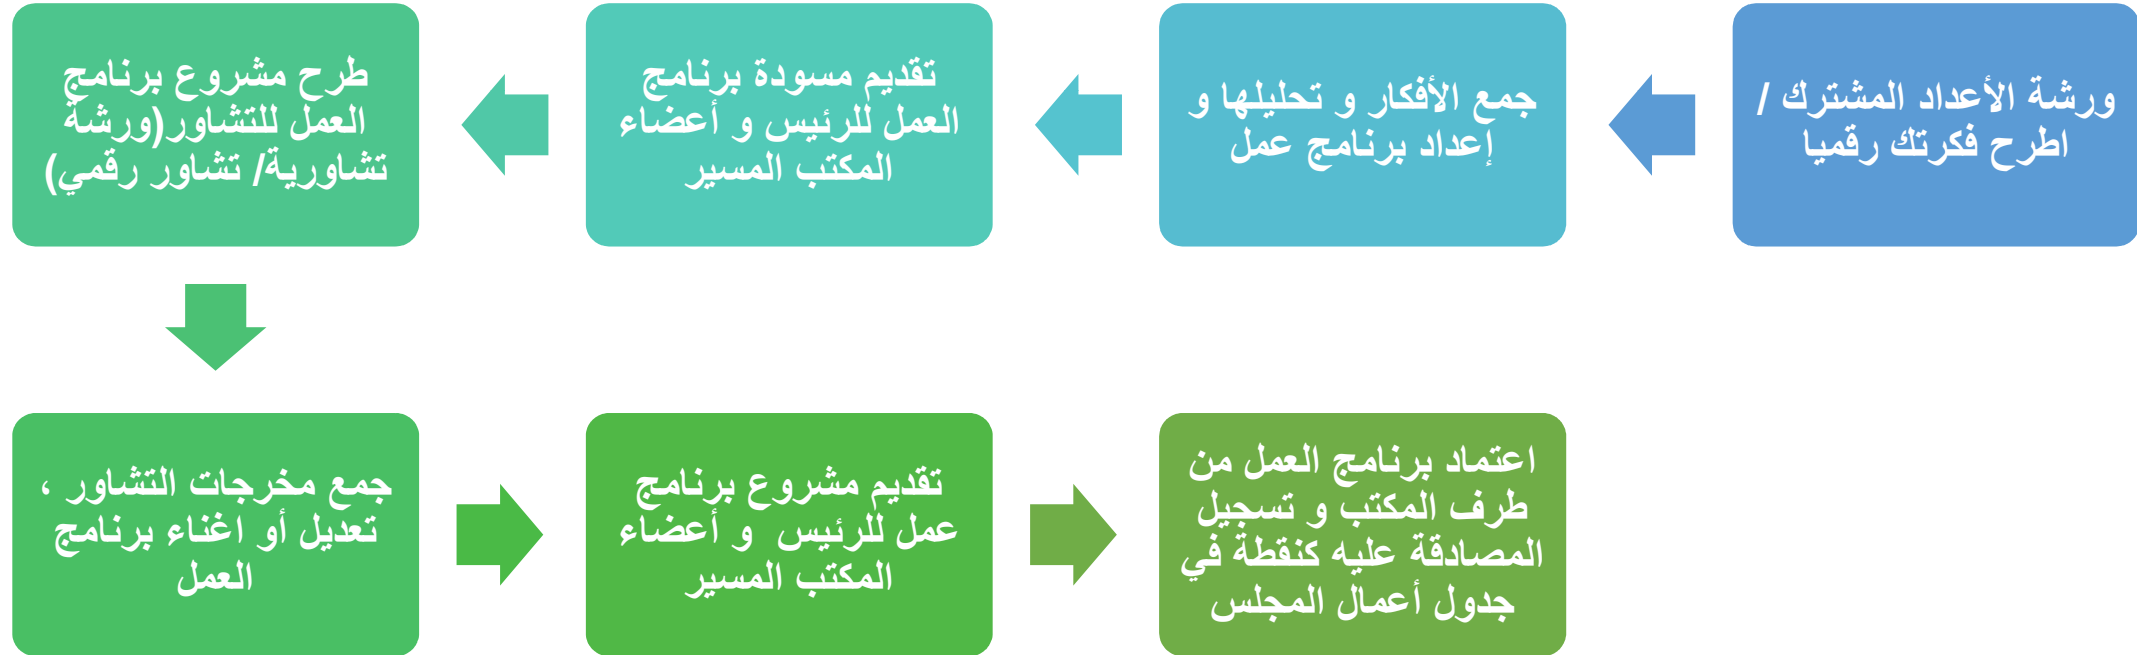 ورشة الأعداد المشترك /
اطرح فكرتك رقميا
جمع الأفكار و تحليلها و
إعداد برنامج عمل
تقديم مسودة برنامج
العمل للرئيس و أعضاء
المكتب المسير
طرح مشروع برنامج
العمل للتشاور(ورشة
تشاورية/ تشاور رقمي)
جمع مخرجات التشاور ،
تعديل أو اغناء برنامج
العمل
تقديم مشروع برنامج
عمل للرئيس و أعضاء
المكتب المسير
اعتماد برنامج العمل من
طرف المكتب و تسجيل
المصادقة عليه كنقطة في
جدول أعمال المجلس